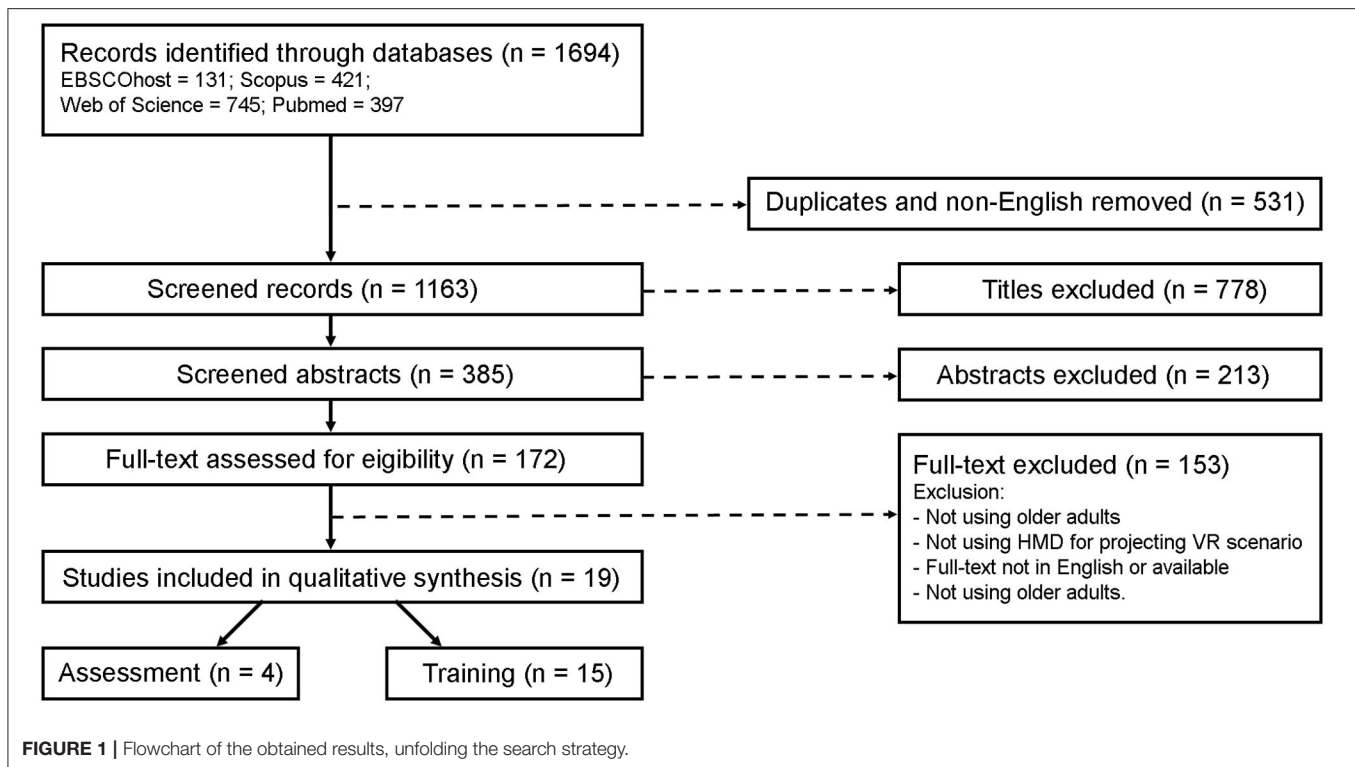 Records identified through databases (n = 1694)
EBSCOhost = 131; Scopus = 421;
Web of Science = 745; Pubmed = 397
Duplicates and non-English removed (n = 531)
Screened records (n = 1163)
Titles excluded (n = 778)
Screened abstracts (n = 385)
Abstracts excluded (n = 213)
Full-text assessed for eigibility (n = 172)
Full-text excluded (n = 153)
Exclusion:
- Not using older adults
- Not using HMD for projecting VR scenario
- Full-text not in English or available
- Not using older adults.
Studies included in qualitative synthesis (n = 19)
Assessment (n = 4)
Training (n = 15)
FIGURE 1 | Flowchart of the obtained results, unfolding the search strategy.